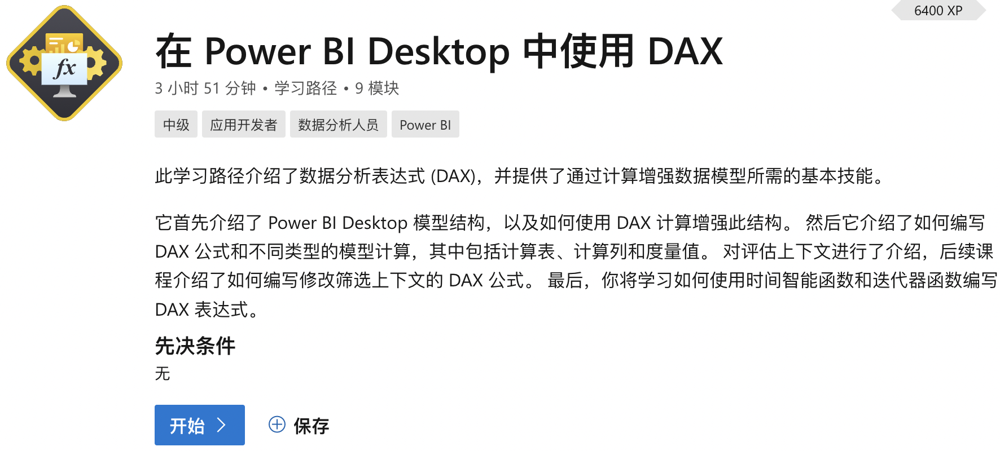 6400 XP
fx
在 Power BI Desktop 中使用 DAX
3 小时 51 分钟 • 学习路径 • 9 模块
中级 应用开发者 数据分析人员 Power BI
此学习路径介绍了数据分析表达式 (DAX)，并提供了通过计算增强数据模型所需的基本技能。
它首先介绍了 Power BI Desktop 模型结构，以及如何使用 DAX 计算增强此结构。 然后它介绍了如何编写
DAX 公式和不同类型的模型计算，其中包括计算表、计算列和度量值。 对评估上下文进行了介绍，后续课
程介绍了如何编写修改筛选上下文的 DAX 公式。 最后，你将学习如何使用时间智能函数和迭代器函数编写
DAX 表达式。
先决条件
无
开始 保存